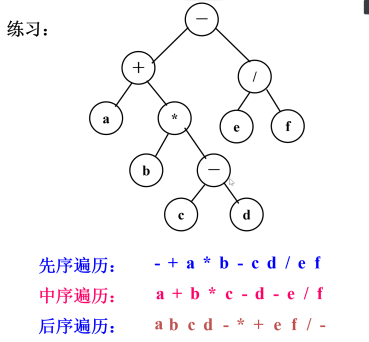 练习：
－
＋ /
a * e f
b －
c d
先序遍历： - + a * b - c d / e f
中序遍历： a + b * c - d - e / f
后序遍历： a b c d - * + e f / -